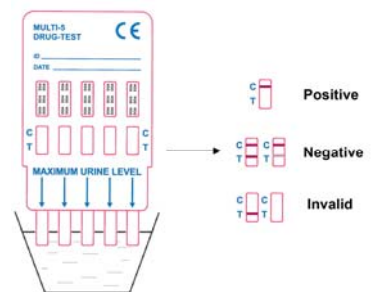 MULTI-5
DRUG-TEST
CE
ID
DATE
C C
T T
MAXIMUM URINE LEVEL
C
T
Positive
C C
T T
Negative
C C
T T
Invalid